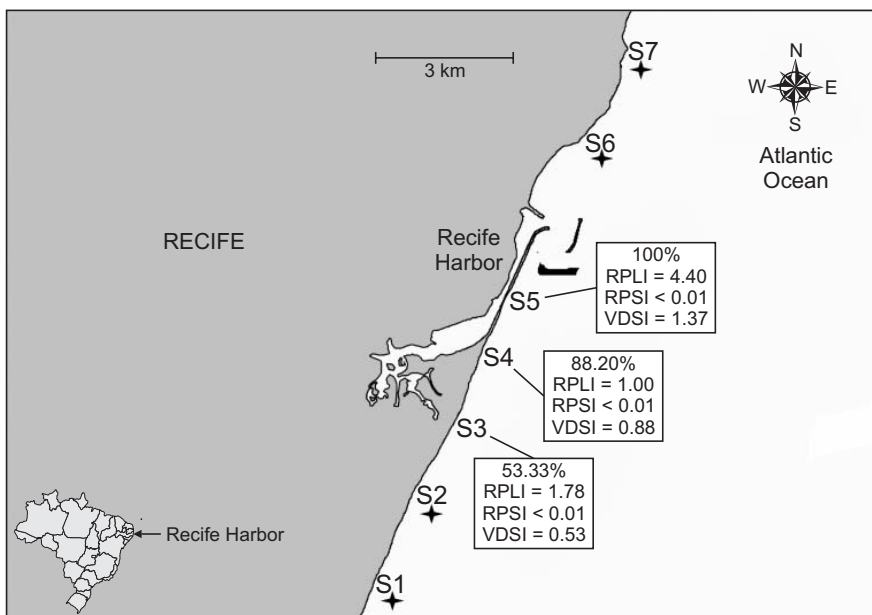 S7
3 km
N
W
E
S
S6
Atlantic
Ocean
RECIFE
Recife
Harbor
100%
RPLI = 4.40
RPSI < 0.01
VDSI = 1.37
S5
S4
88.20%
RPLI = 1.00
RPSI < 0.01
VDSI = 0.88
S3
53.33%
RPLI = 1.78
RPSI < 0.01
VDSI = 0.53
S2
Recife Harbor
S1